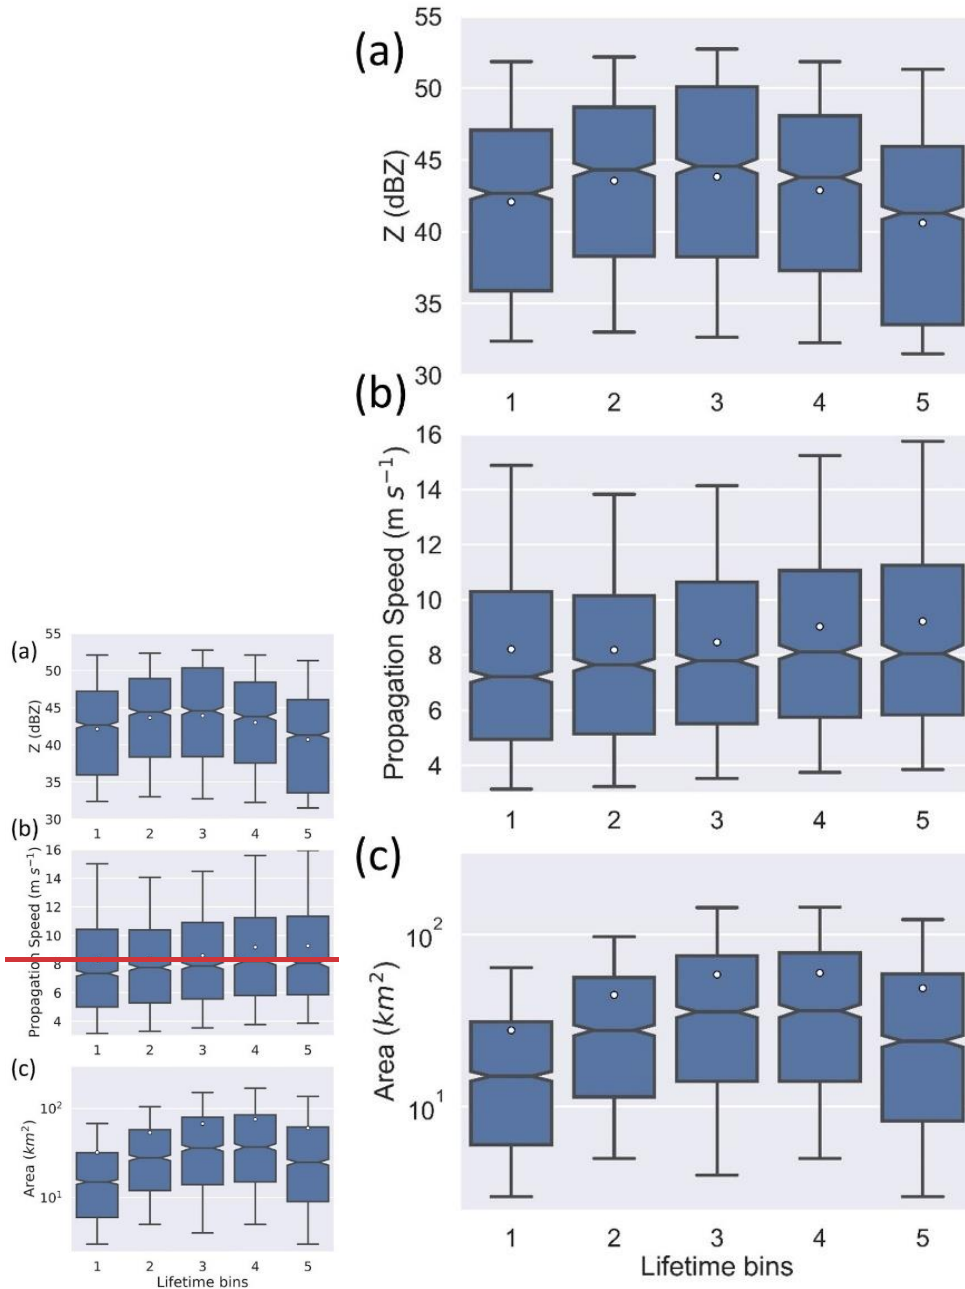 (a)
55
50
45
40
35
30
Z (dBZ)
1 2 3 4 5
(b)
16
14
12
10
8
6
4
Propagation Speed (m s⁻¹)
1 2 3 4 5
(c)
10²
10¹
Area (km²)
1 2 3 4 5
Lifetime bins
(a)
55
50
45
40
35
30
Z (dBZ)
1 2 3 4 5
(b)
16
14
12
10
8
6
4
Propagation Speed (m s⁻¹)
1 2 3 4 5
(c)
10²
10¹
Area (km²)
1 2 3 4 5
Lifetime bins